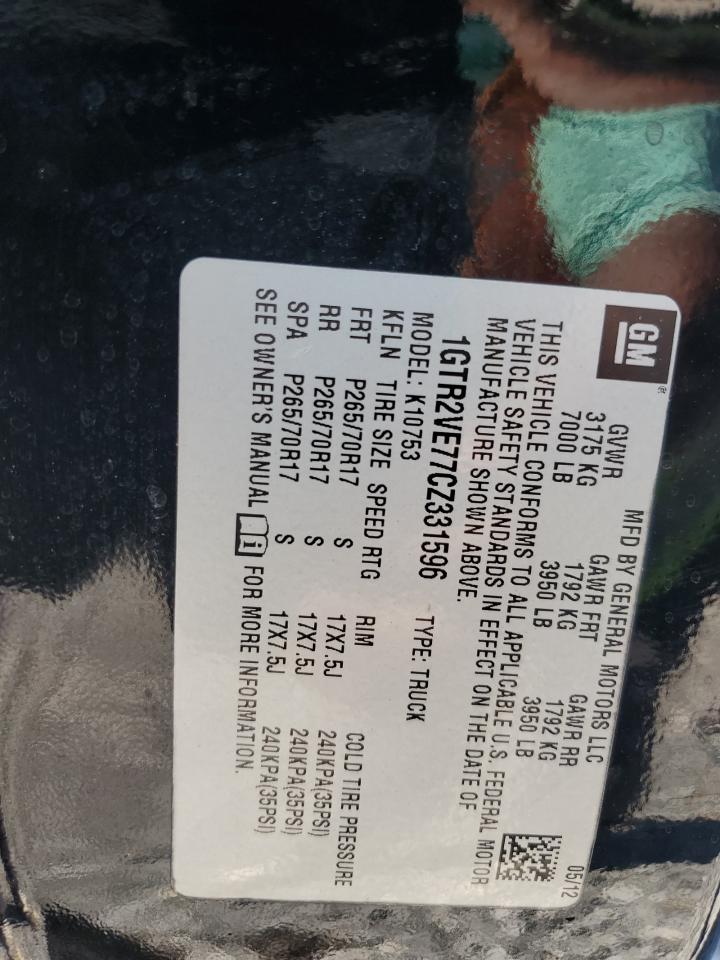 GM®
MFD BY GENERAL MOTORS LLC 05/12
GVWR GAWR FRT GAWR RR
3175 KG 1792 KG 1792 KG
7000 LB 3950 LB 3950 LB
THIS VEHICLE CONFORMS TO ALL APPLICABLE U.S. FEDERAL MOTOR
VEHICLE SAFETY STANDARDS IN EFFECT ON THE DATE OF
MANUFACTURE SHOWN ABOVE.
1GTR2VE77CZ331596 TYPE: TRUCK
MODEL: K10753
KFLN TIRE SIZE SPEED RTG RIM COLD TIRE PRESSURE
FRT P265/70R17 S 17X7.5J 240KPA(35PSI)
RR P265/70R17 S 17X7.5J 240KPA(35PSI)
SPA P265/70R17 S 17X7.5J 240KPA(35PSI)
SEE OWNER'S MANUAL i FOR MORE INFORMATION.